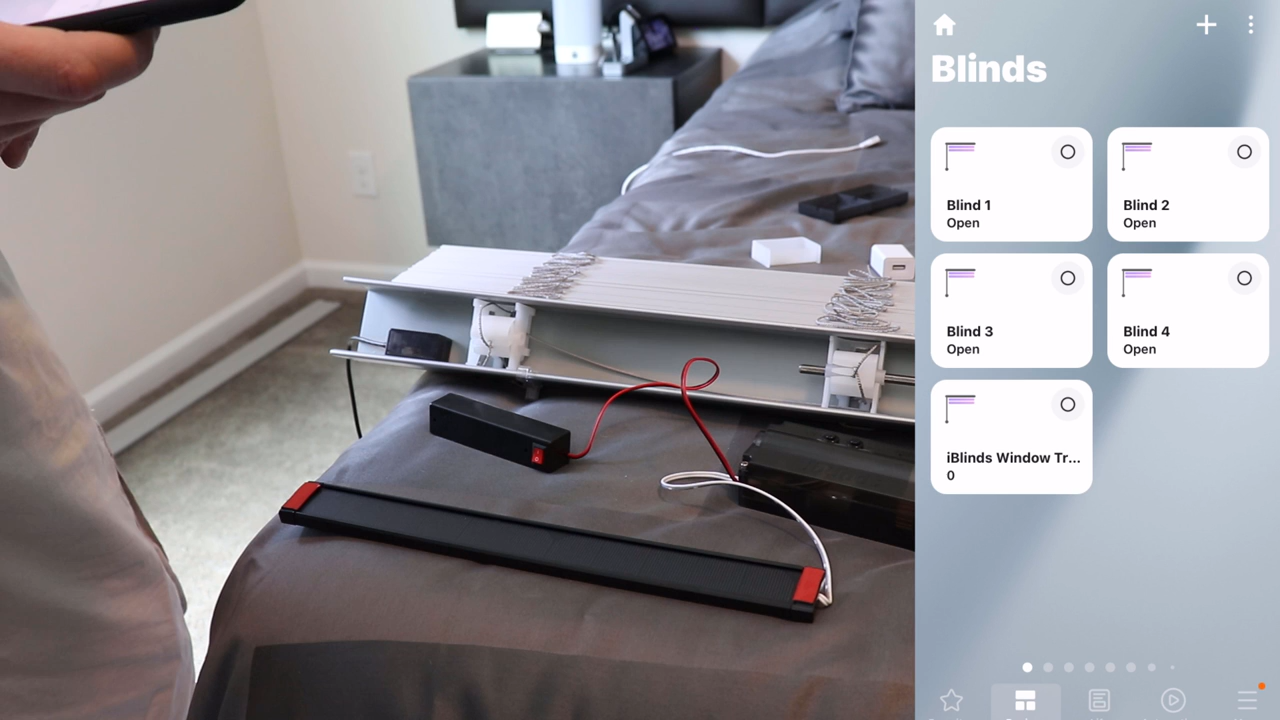 Blinds
Blind 1
Open
Blind 2
Open
Blind 3
Open
Blind 4
Open
iBlinds Window Tr...
0